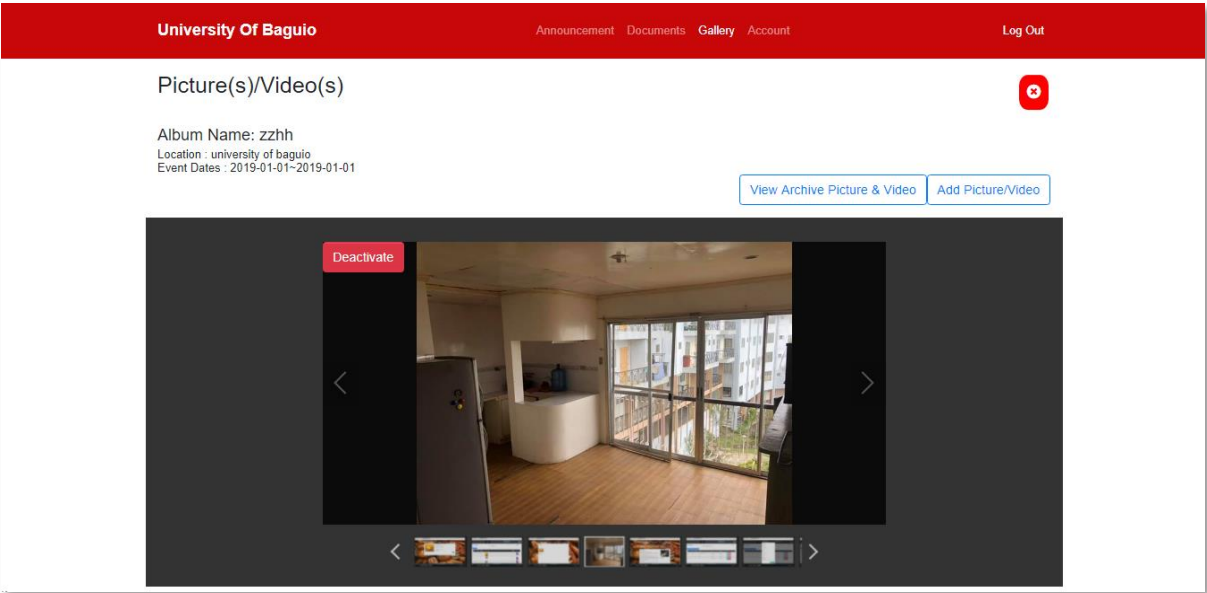 University Of Baguio
Announcement Documents Gallery Account
Log Out
Picture(s)/Video(s)
Album Name: zzhh
Location : university of baguio
Event Dates : 2019-01-01~2019-01-01
View Archive Picture & Video
Add Picture/Video
Deactivate